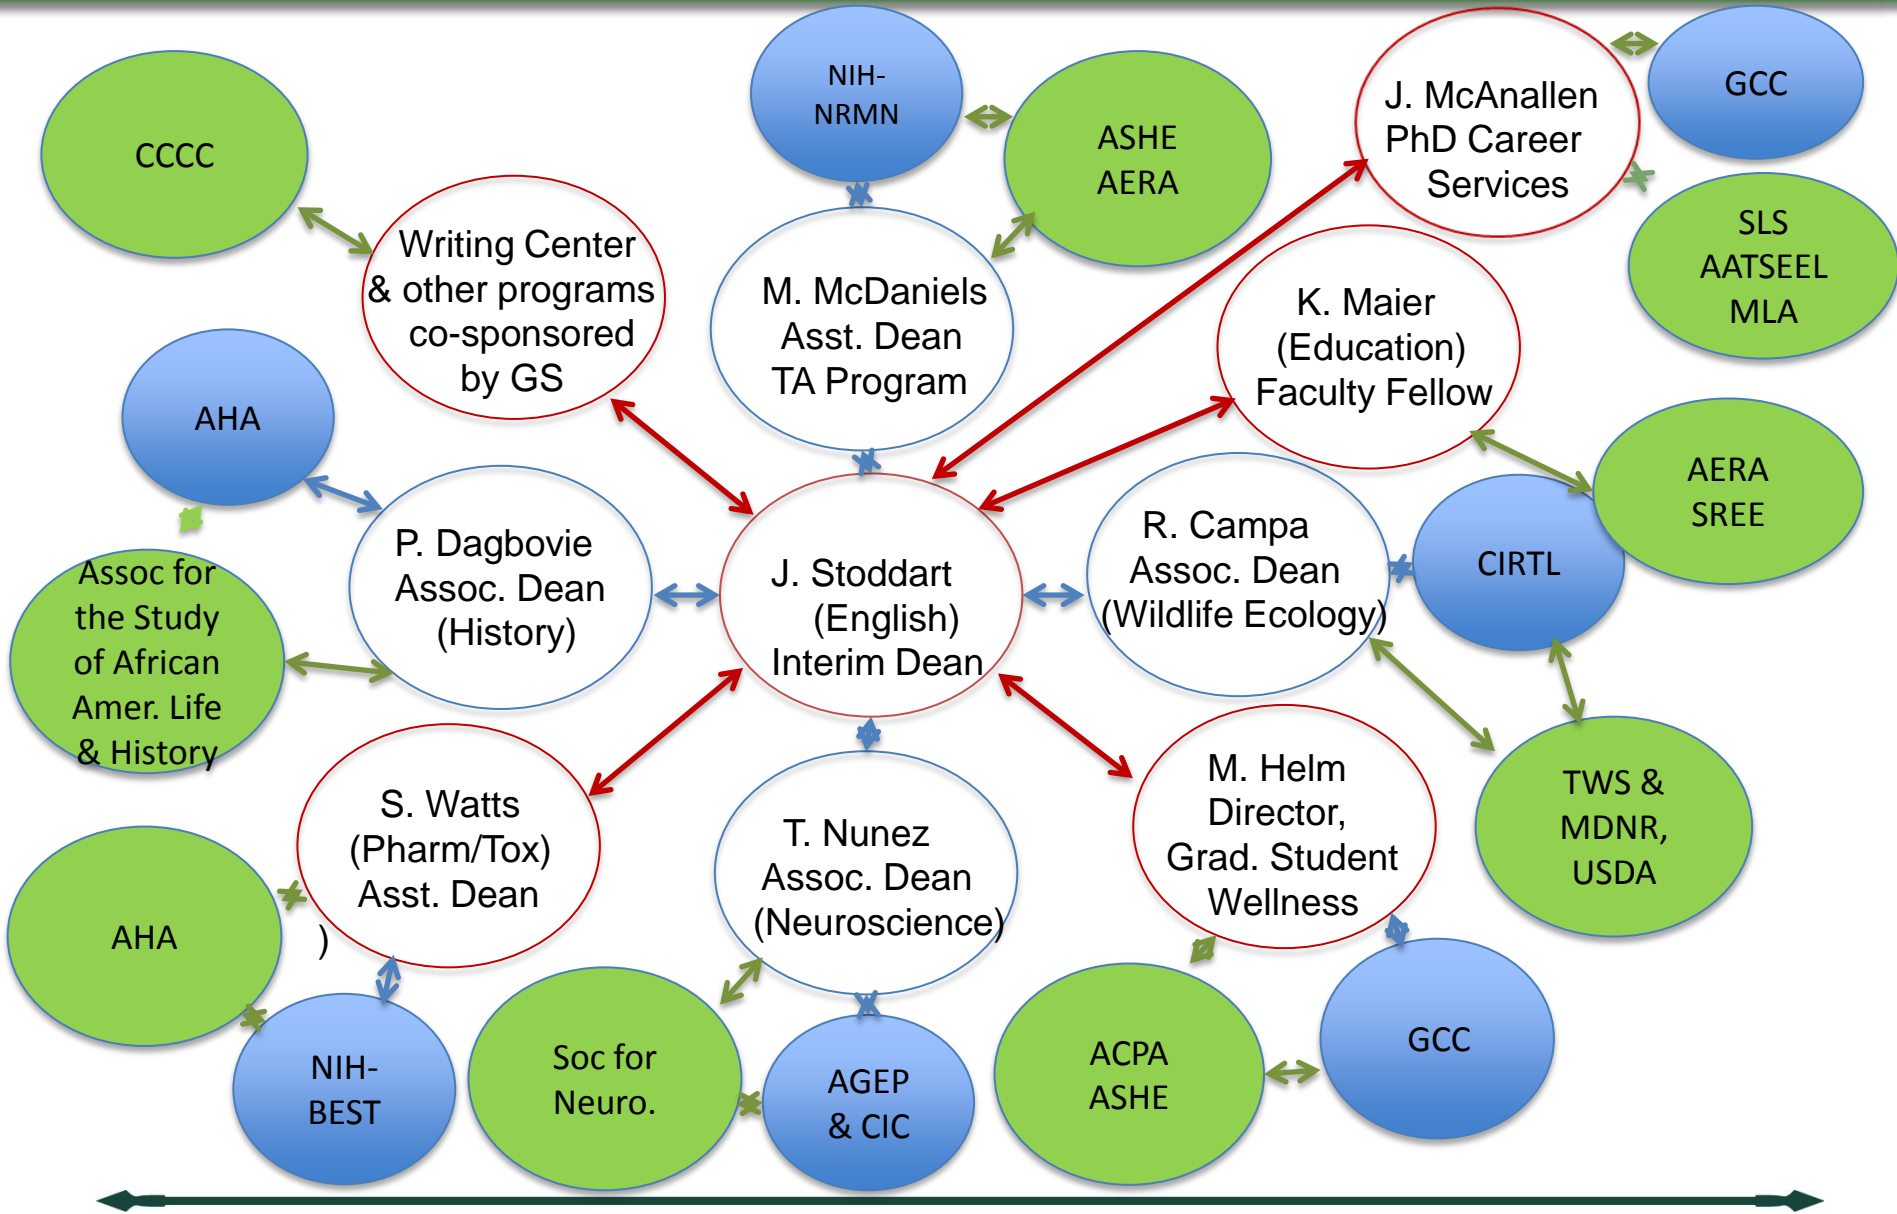 CCCC
NIH-
NRMN
ASHE
AERA
J. McAnallen
PhD Career
Services
GCC
SLS
AATSEEL
MLA
Writing Center
& other programs
co-sponsored
by GS
M. McDaniels
Asst. Dean
TA Program
K. Maier
(Education)
Faculty Fellow
AHA
AERA
SREE
P. Dagbovie
Assoc. Dean
(History)
J. Stoddart
(English)
Interim Dean
R. Campa
Assoc. Dean
(Wildlife Ecology)
CIRTL
Assoc for
the Study
of African
Amer. Life
& History
S. Watts
(Pharm/Tox)
Asst. Dean
)
T. Nunez
Assoc. Dean
(Neuroscience)
M. Helm
Director,
Grad. Student
Wellness
TWS &
MDNR,
USDA
AHA
NIH-
BEST
Soc for
Neuro.
AGEP
& CIC
ACPA
ASHE
GCC